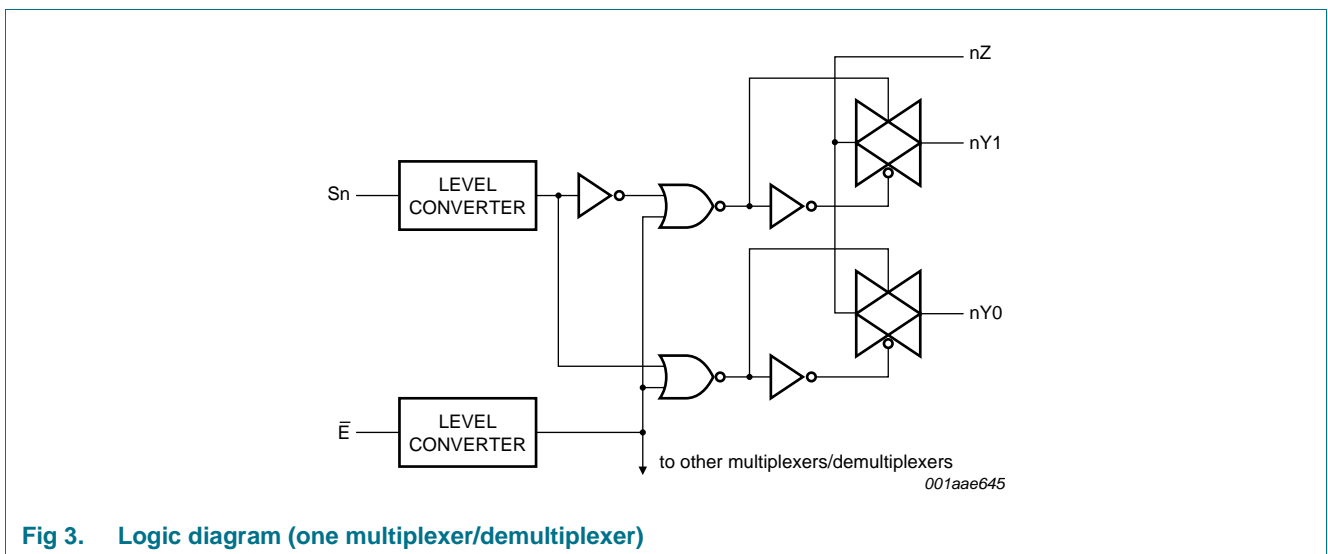 nZ
nY1
Sn
LEVEL
CONVERTER
nY0
E̅
LEVEL
CONVERTER
to other multiplexers/demultiplexers
001aae645
Fig 3. Logic diagram (one multiplexer/demultiplexer)